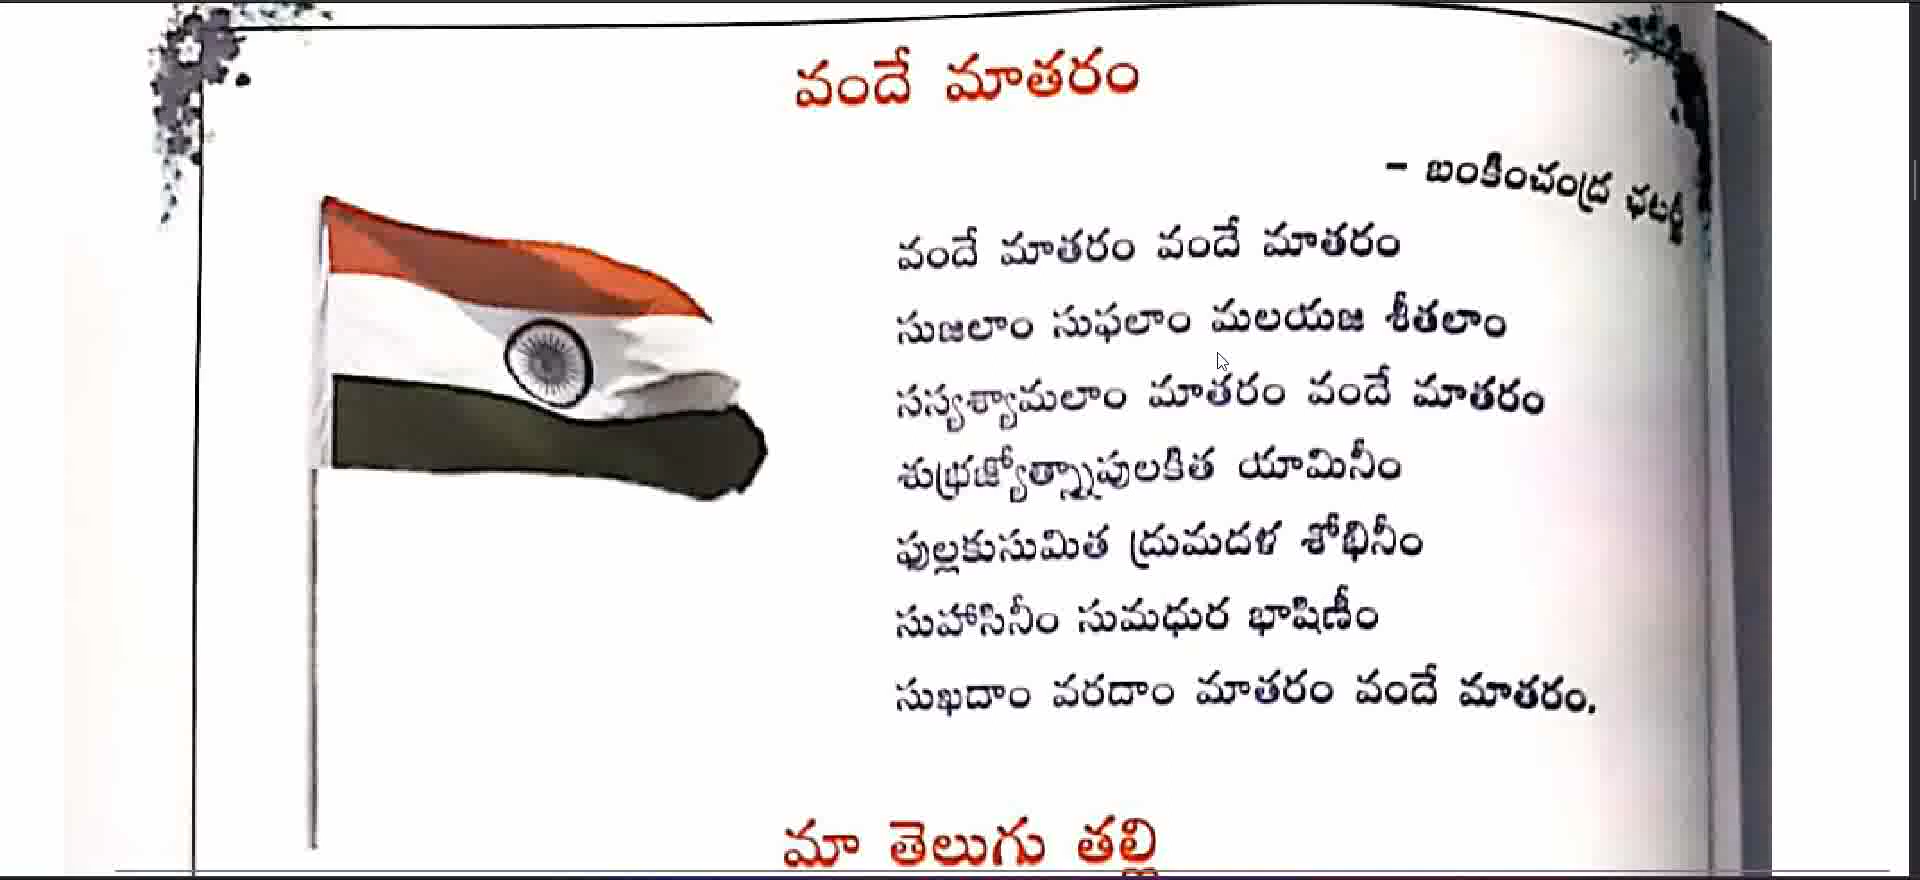 వందే మాతరం
- బంకించంద్ర ఛటర్జీ
వందే మాతరం వందే మాతరం
సుజలాం సుఫలాం మలయజ శీతలాం
సస్యశ్యామలాం మాతరం వందే మాతరం
శుభ్రజ్యోత్స్నాపులకిత యామినీం
ఫుల్లకుసుమిత ద్రుమదళ శోభినీం
సుహాసినీం సుమధుర భాషిణీం
సుఖదాం వరదాం మాతరం వందే మాతరం.
మా తెలుగు తల్లి